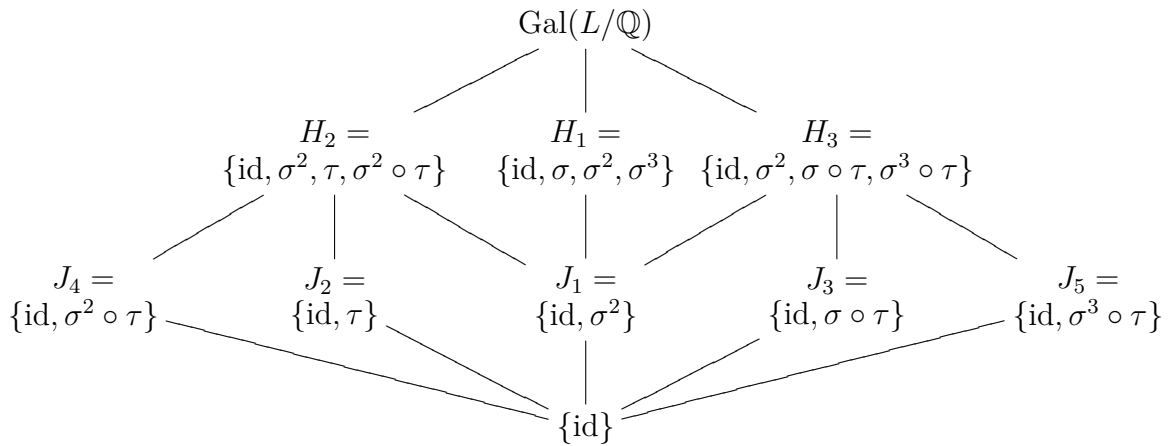 Gal(L/ℚ)
H₂ = H₁ = H₃ =
{id, σ², τ, σ² ∘ τ} {id, σ, σ², σ³} {id, σ², σ ∘ τ, σ³ ∘ τ}
J₄ = J₂ = J₁ = J₃ = J₅ =
{id, σ² ∘ τ} {id, τ} {id, σ²} {id, σ ∘ τ} {id, σ³ ∘ τ}
{id}